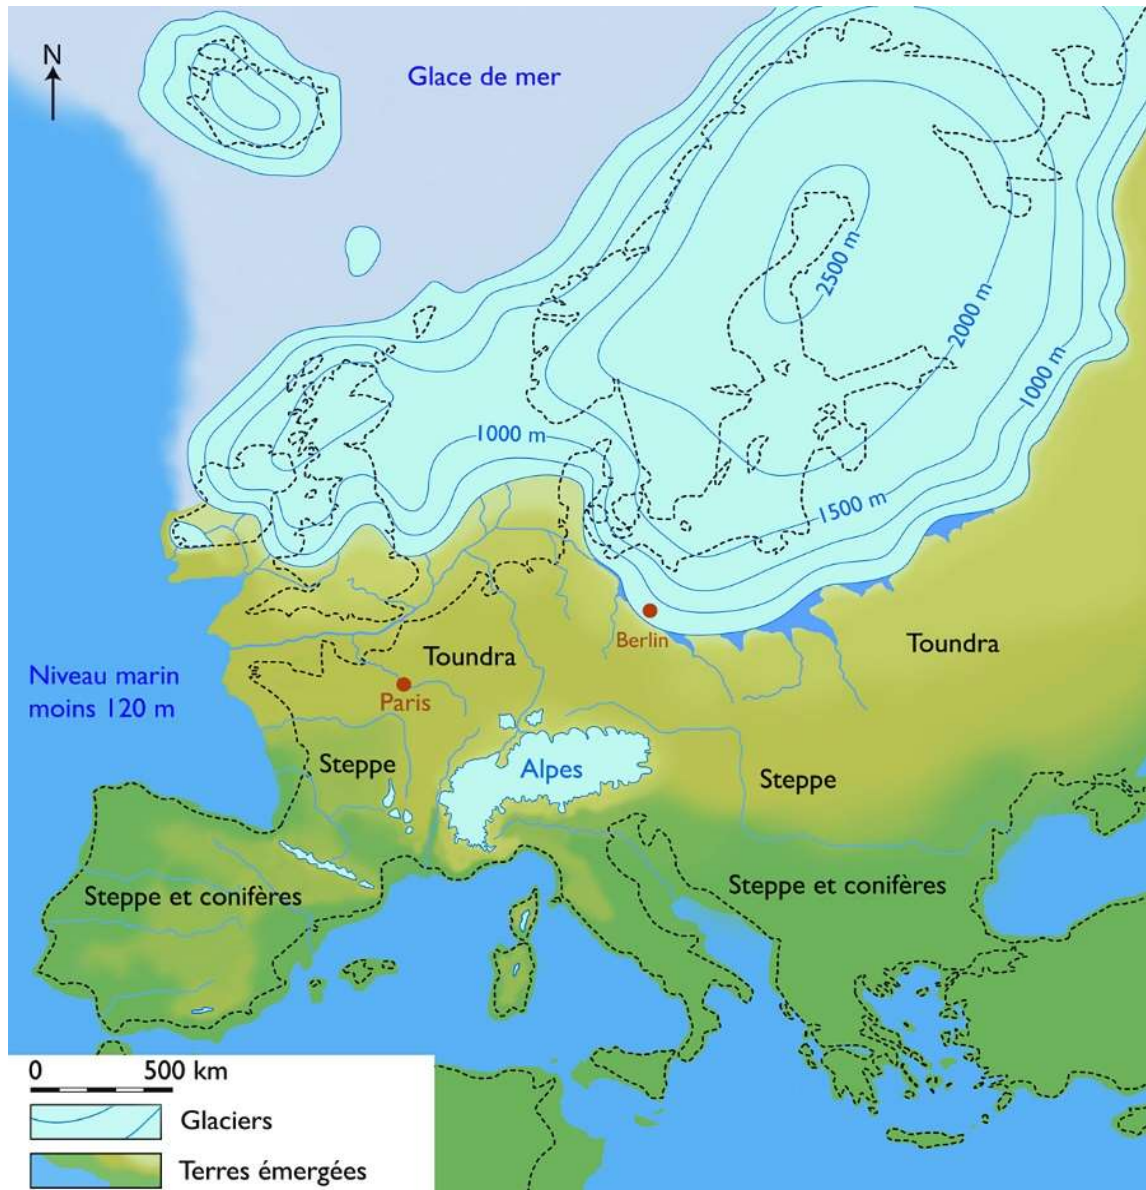 N
Glace de mer
2500 m
2000 m
1000 m
1000 m
1500 m
Berlin
Toundra
Toundra
Niveau marin
moins 120 m
Paris
Steppe
Alpes
Steppe
Steppe et conifères
Steppe et conifères
0 500 km
Glaciers
Terres émergées